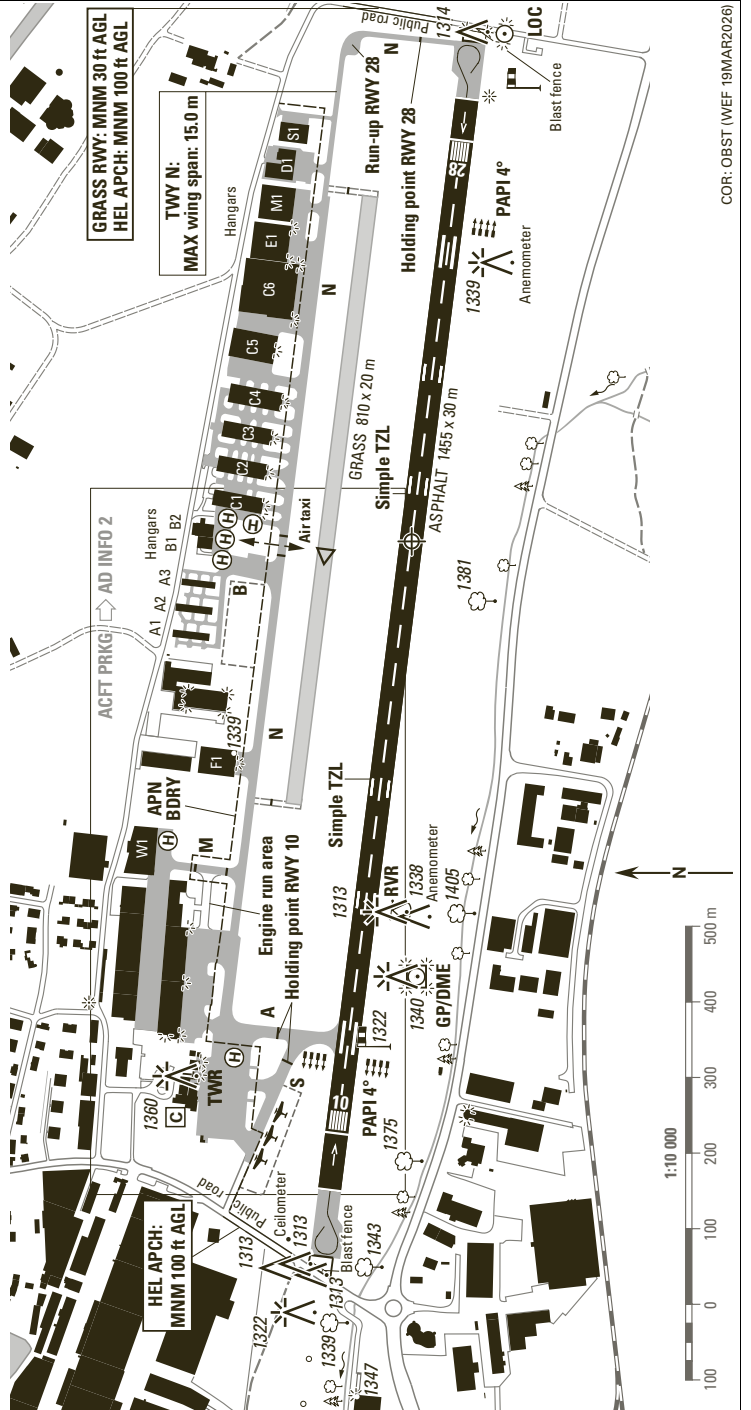 GRASS RWY: MNM 30 ft AGL
HEL APCH: MNM 100 ft AGL
TWY N:
MAX wing span: 15.0 m
Public road
1314
LOC
Blast fence
N
Run-up RWY 28
Holding point RWY 28
28
PAPI 4°
1339
Anemometer
COR: OBST (WEF 19MAR2026)
Hangars
S1
D1
M1
E1
C6
C5
C4
C3
C2
C1
N
GRASS 810 x 20 m
Simple TZL
ASPHALT 1455 x 30 m
H
H
H
H
H
Air taxi
ACFT PRKG
AD INFO 2
Hangars
B1 B2
A1 A2 A3
B
1381
1339
F1
N
APN
BDRY
Simple TZL
W1
H
M
Engine run area
Holding point RWY 10
A
1313
RVR
1338
Anemometer
1405
1340
GP/DME
1322
1360
C
TWR
H
S
10
PAPI 4°
1375
HEL APCH:
MNM 100 ft AGL
Public road
Ceilometer
1313
1313
Blast fence
1343
1313
1322
1339
1347
N
1:10 000
100
0
100
200
300
400
500 m